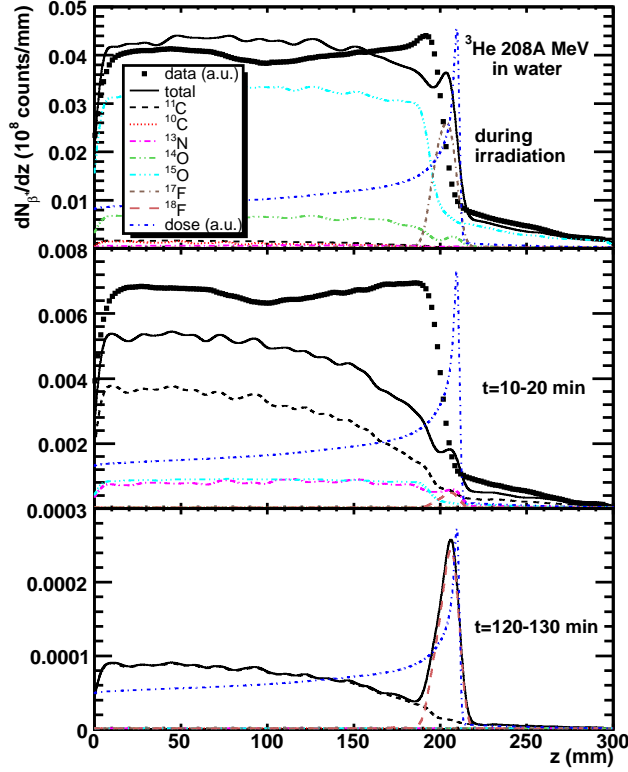 0.05
0.04
0.03
0.02
0.01
dN_β+/dz (10⁸ counts/mm)
³He 208A MeV
in water
during
irradiation
data (a.u.)
total
¹¹C
¹⁰C
¹³N
¹⁴O
¹⁵O
¹⁷F
¹⁸F
dose (a.u.)
0.008
0.006
0.004
0.002
t=10-20 min
0.0003
0.0002
0.0001
0
t=120-130 min
0 50 100 150 200 250 300
z (mm)